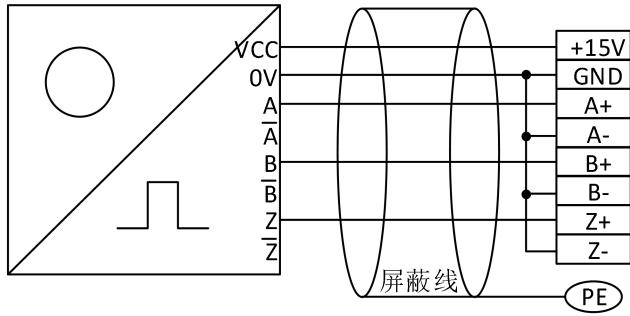 VCC
0V
A
A̅
B
B̅
Z
Z̅
+15V
GND
A+
A-
B+
B-
Z+
Z-
屏蔽线
PE